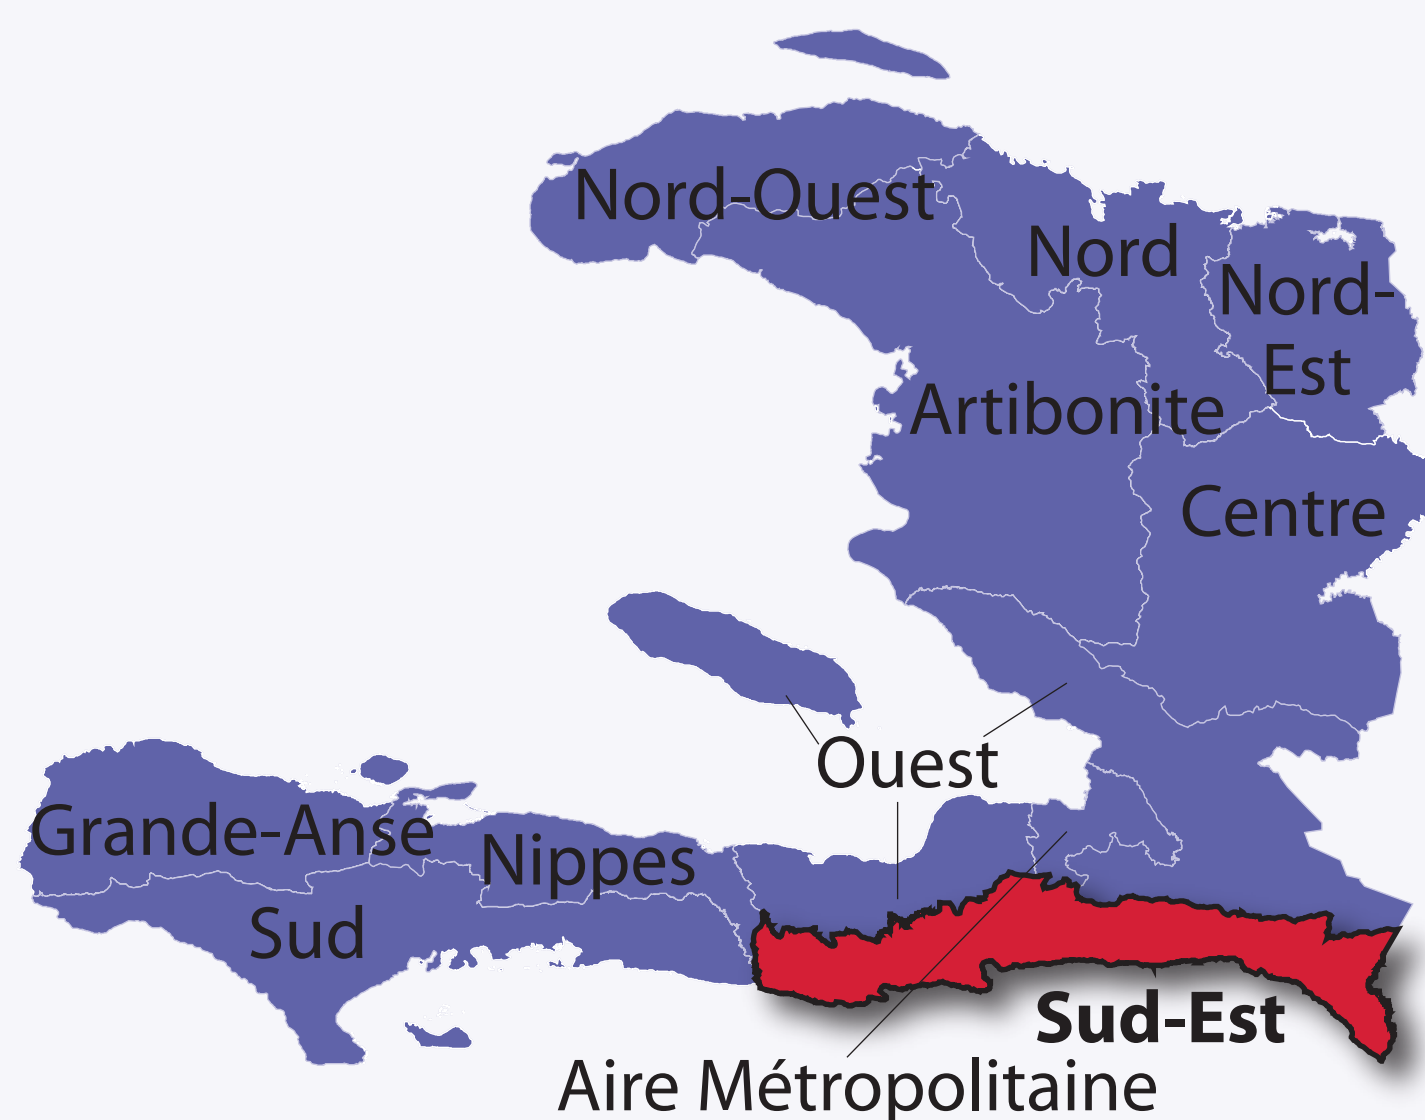 Nord-Ouest
Nord
Nord-
Est
Artibonite
Centre
Ouest
Grande-Anse
Nippes
Sud
Sud-Est
Aire Métropolitaine